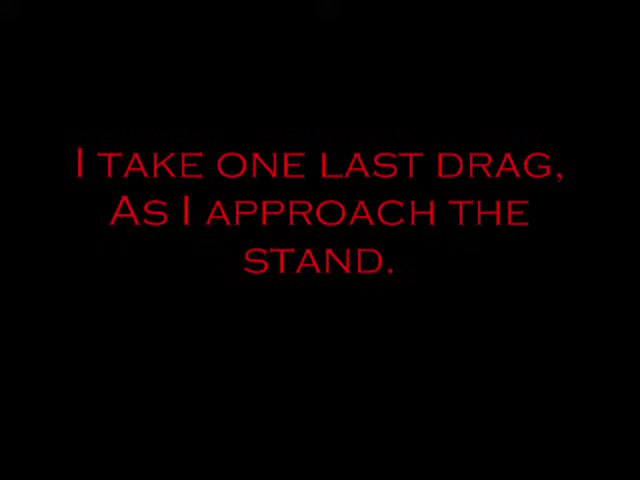 I TAKE ONE LAST DRAG,
AS I APPROACH THE
STAND.